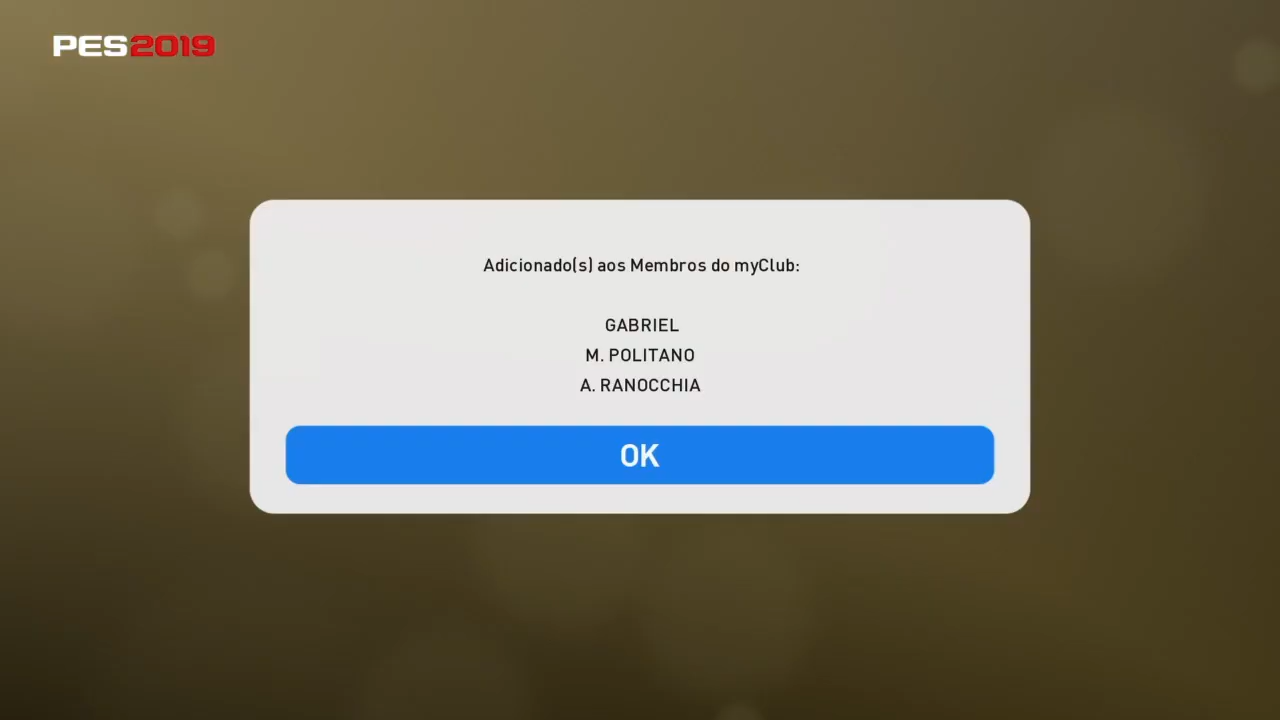 PES2019
Adicionado(s) aos Membros do myClub:
GABRIEL
M. POLITANO
A. RANOCCHIA
OK